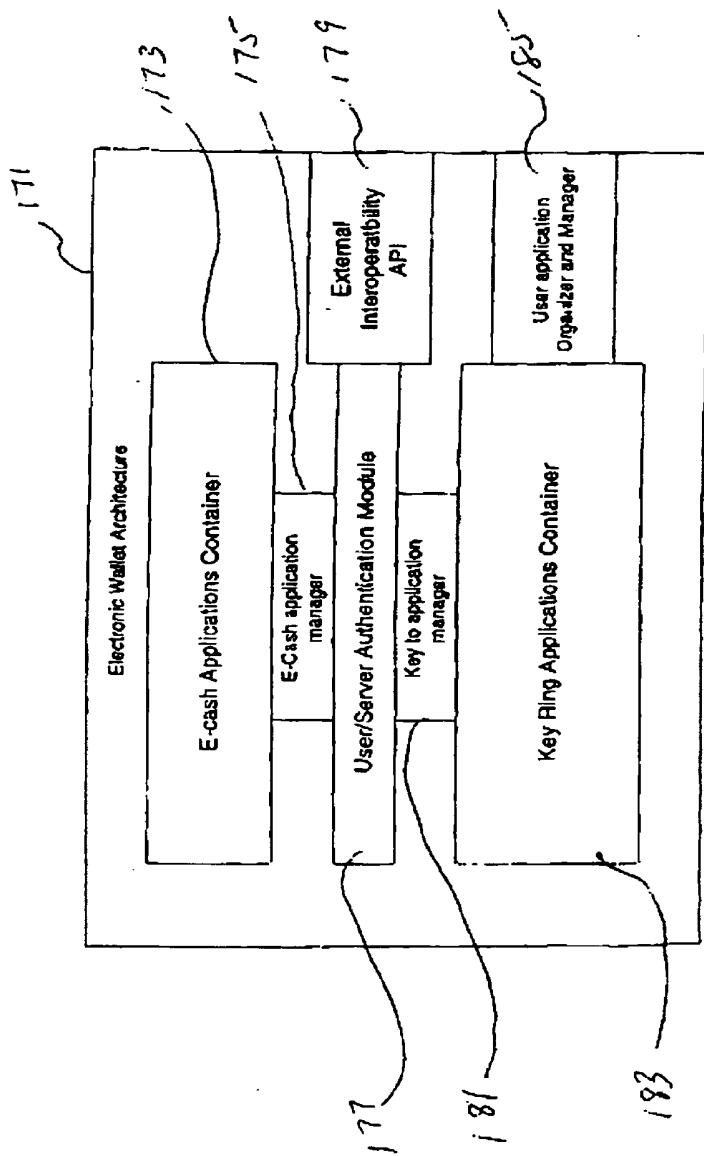 171
173
175
179
185
Electronic Wallet Architecture
E-cash Applications Container
E-Cash application
manager
User/Server Authentication Module
External
Interoperatbility
API
Key to application
manager
Key Ring Applications Container
User application
Organizer and Manager
177
181
183